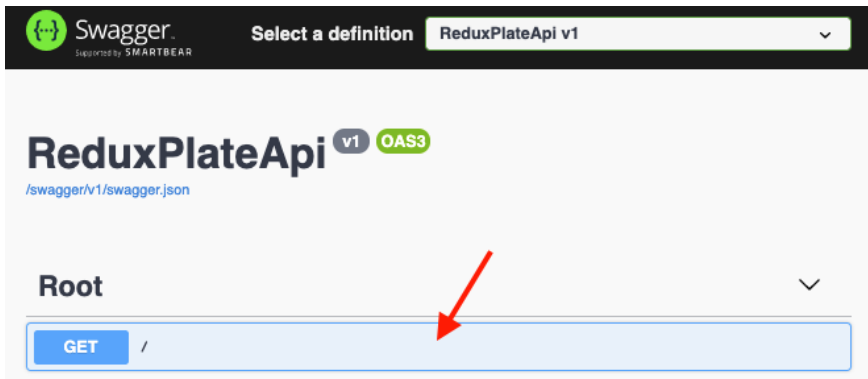 {···} Swagger.
Supported by SMARTBEAR
Select a definition
ReduxPlateApi v1
ReduxPlateApi v1 OAS3
/swagger/v1/swagger.json
Root
GET /